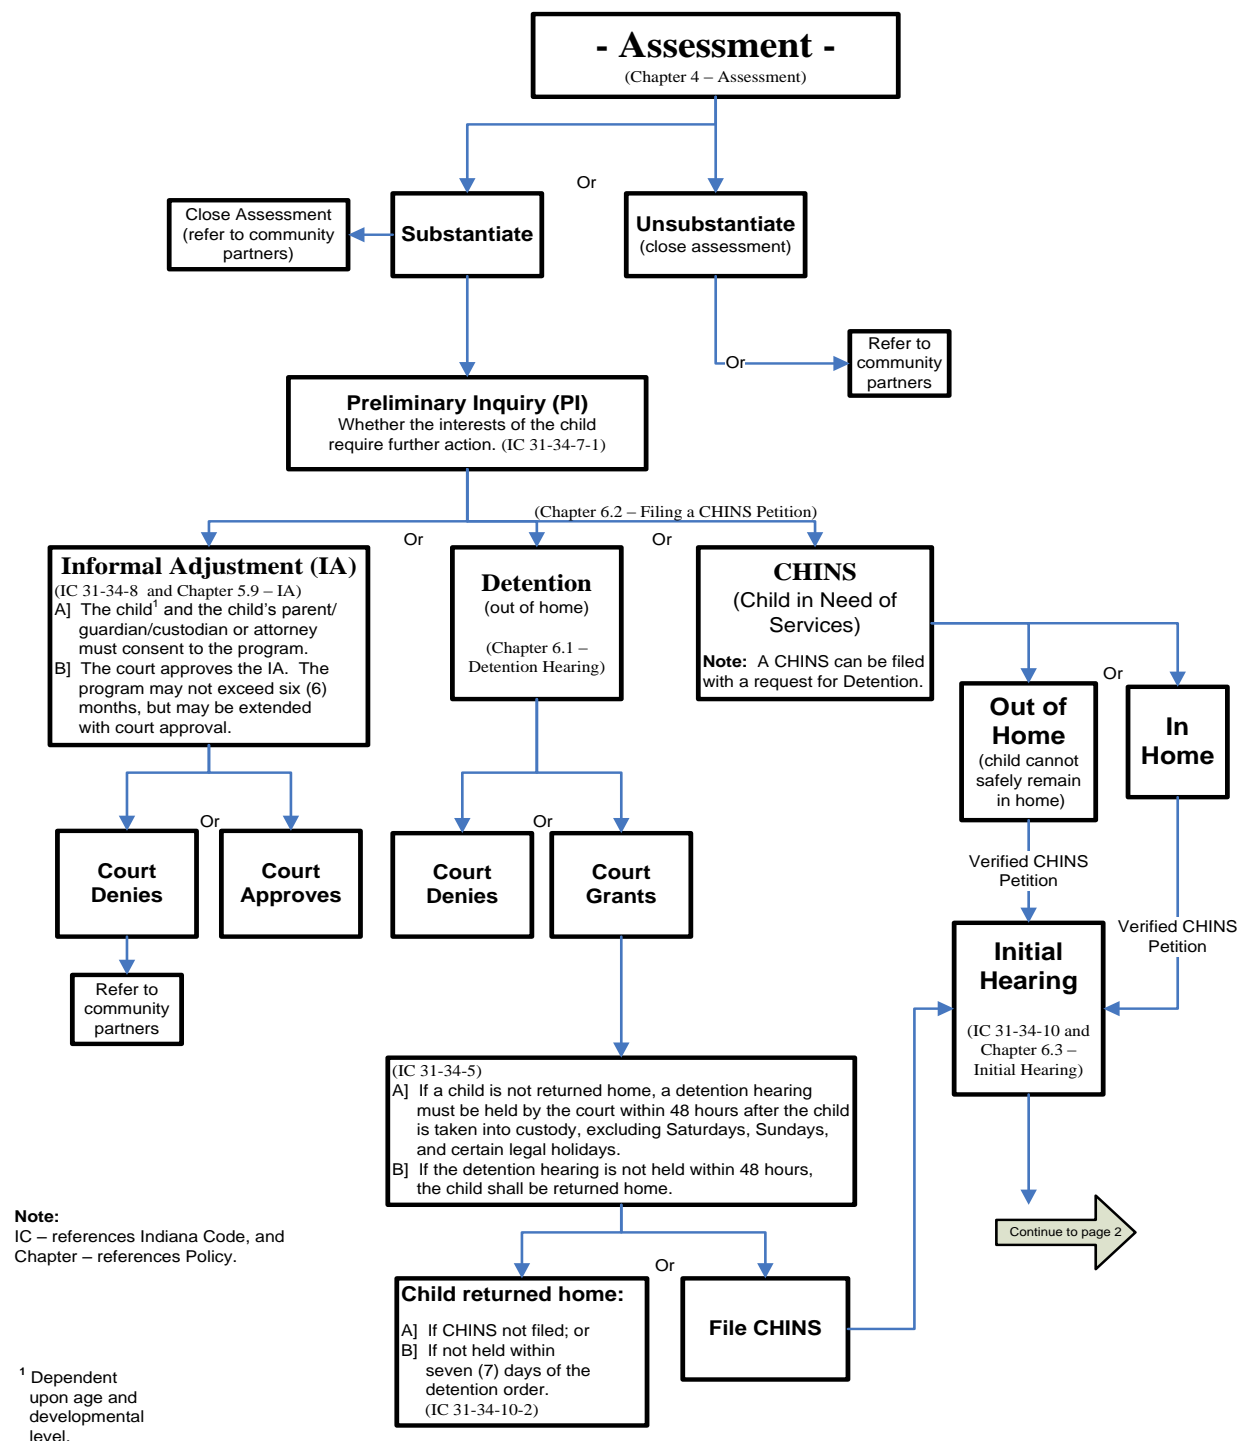 - Assessment -
(Chapter 4 – Assessment)
Or
Close Assessment
(refer to community
partners)
Substantiate
Unsubstantiate
(close assessment)
Or
Refer to
community
partners
Preliminary Inquiry (PI)
Whether the interests of the child
require further action. (IC 31-34-7-1)
(Chapter 6.2 – Filing a CHINS Petition)
Or
Or
Informal Adjustment (IA)
(IC 31-34-8  and Chapter 5.9 – IA)
A]  The child¹ and the child's parent/
guardian/custodian or attorney
must consent to the program.
B]  The court approves the IA.  The
program may not exceed six (6)
months, but may be extended
with court approval.
Detention
(out of home)
(Chapter 6.1 –
Detention Hearing)
CHINS
(Child in Need of
Services)
Note:  A CHINS can be filed
with a request for Detention.
Or
Out of
Home
(child cannot
safely remain
in home)
In
Home
Or
Court
Denies
Court
Approves
Or
Court
Denies
Court
Grants
Verified CHINS
Petition
Verified CHINS
Petition
Refer to
community
partners
Initial
Hearing
(IC 31-34-10 and
Chapter 6.3 –
Initial Hearing)
(IC 31-34-5)
A]  If a child is not returned home, a detention hearing
must be held by the court within 48 hours after the child
is taken into custody, excluding Saturdays, Sundays,
and certain legal holidays.
B]  If the detention hearing is not held within 48 hours,
the child shall be returned home.
Continue to page 2
Note:
IC – references Indiana Code, and
Chapter – references Policy.
Or
Child returned home:
A]  If CHINS not filed; or
B]  If not held within
seven (7) days of the
detention order.
(IC 31-34-10-2)
File CHINS
¹ Dependent
upon age and
developmental
level.